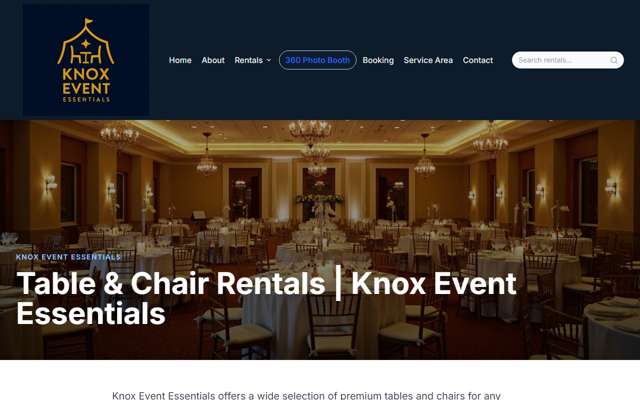 KNOX
EVENT
ESSENTIALS
Home About Rentals 360 Photo Booth Booking Service Area Contact
Search rentals...
KNOX EVENT ESSENTIALS
Table & Chair Rentals | Knox Event
Essentials
Knox Event Essentials offers a wide selection of premium tables and chairs for any